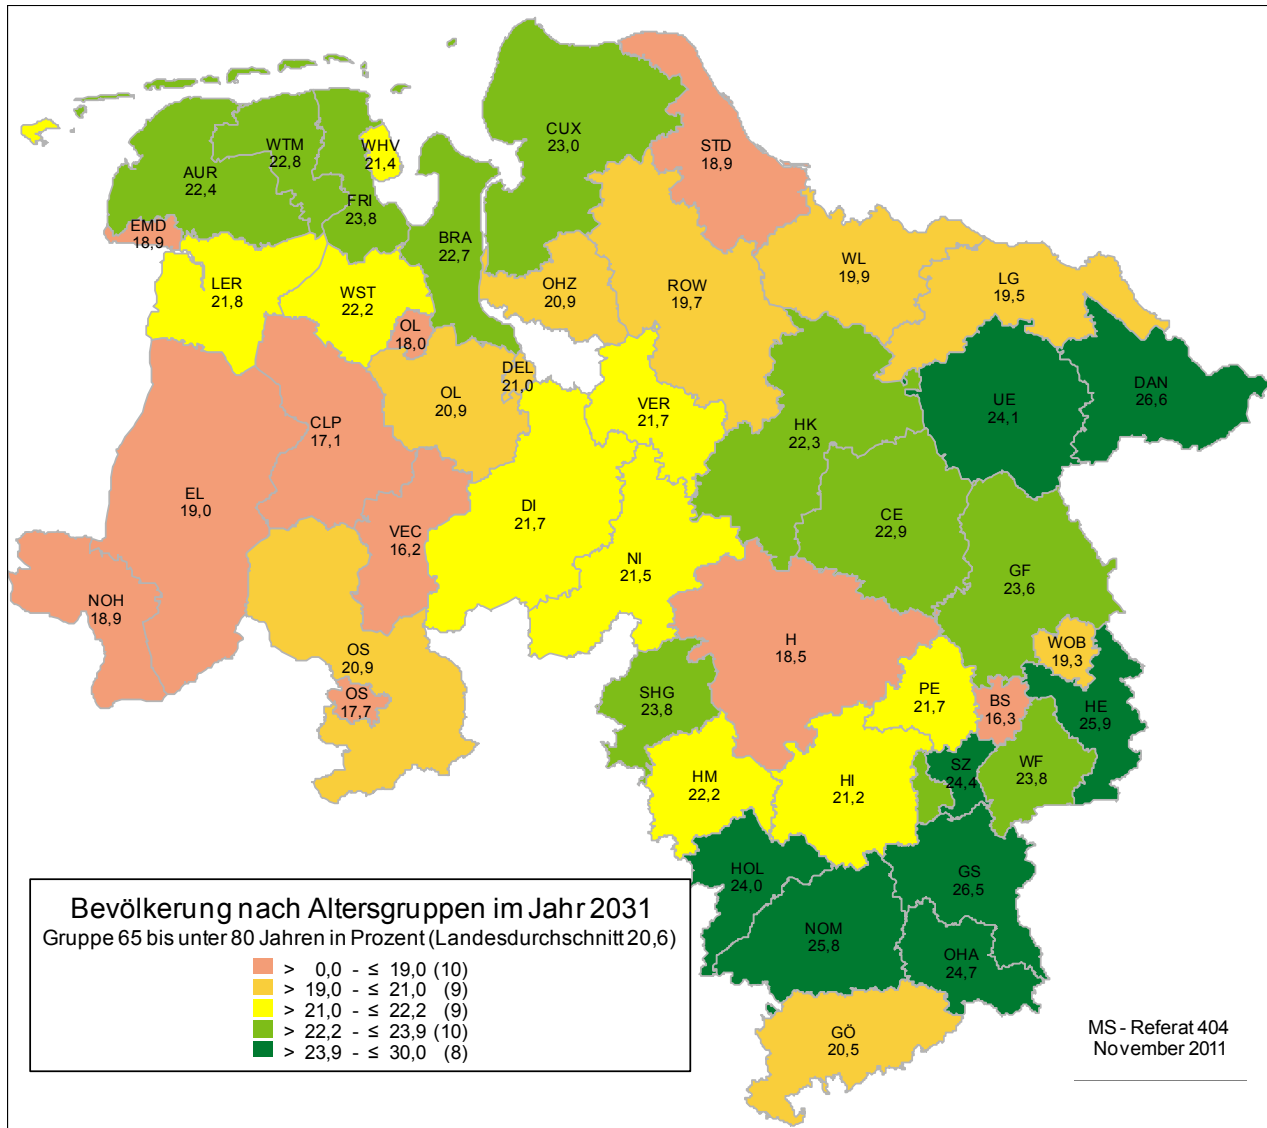 CUX
23,0
STD
18,9
WHV
21,4
WTM
22,8
AUR
22,4
FRI
23,8
EMD
18,9
BRA
22,7
LER
21,8
WST
22,2
OHZ
20,9
ROW
19,7
WL
19,9
LG
19,5
OL
18,0
DEL
21,0
OL
20,9
VER
21,7
HK
22,3
UE
24,1
DAN
26,6
CLP
17,1
EL
19,0
VEC
16,2
DI
21,7
NI
21,5
CE
22,9
GF
23,6
NOH
18,9
OS
20,9
OS
17,7
H
18,5
WOB
19,3
SHG
23,8
PE
21,7
BS
16,3
HE
25,9
HM
22,2
HI
21,2
SZ
24,4
WF
23,8
HOL
24,0
GS
26,5
NOM
25,8
OHA
24,7
GÖ
20,5
Bevölkerung nach Altersgruppen im Jahr 2031
Gruppe 65 bis unter 80 Jahren in Prozent (Landesdurchschnitt 20,6)
> 0,0 - ≤ 19,0 (10)
> 19,0 - ≤ 21,0 (9)
> 21,0 - ≤ 22,2 (9)
> 22,2 - ≤ 23,9 (10)
> 23,9 - ≤ 30,0 (8)
MS - Referat 404
November 2011